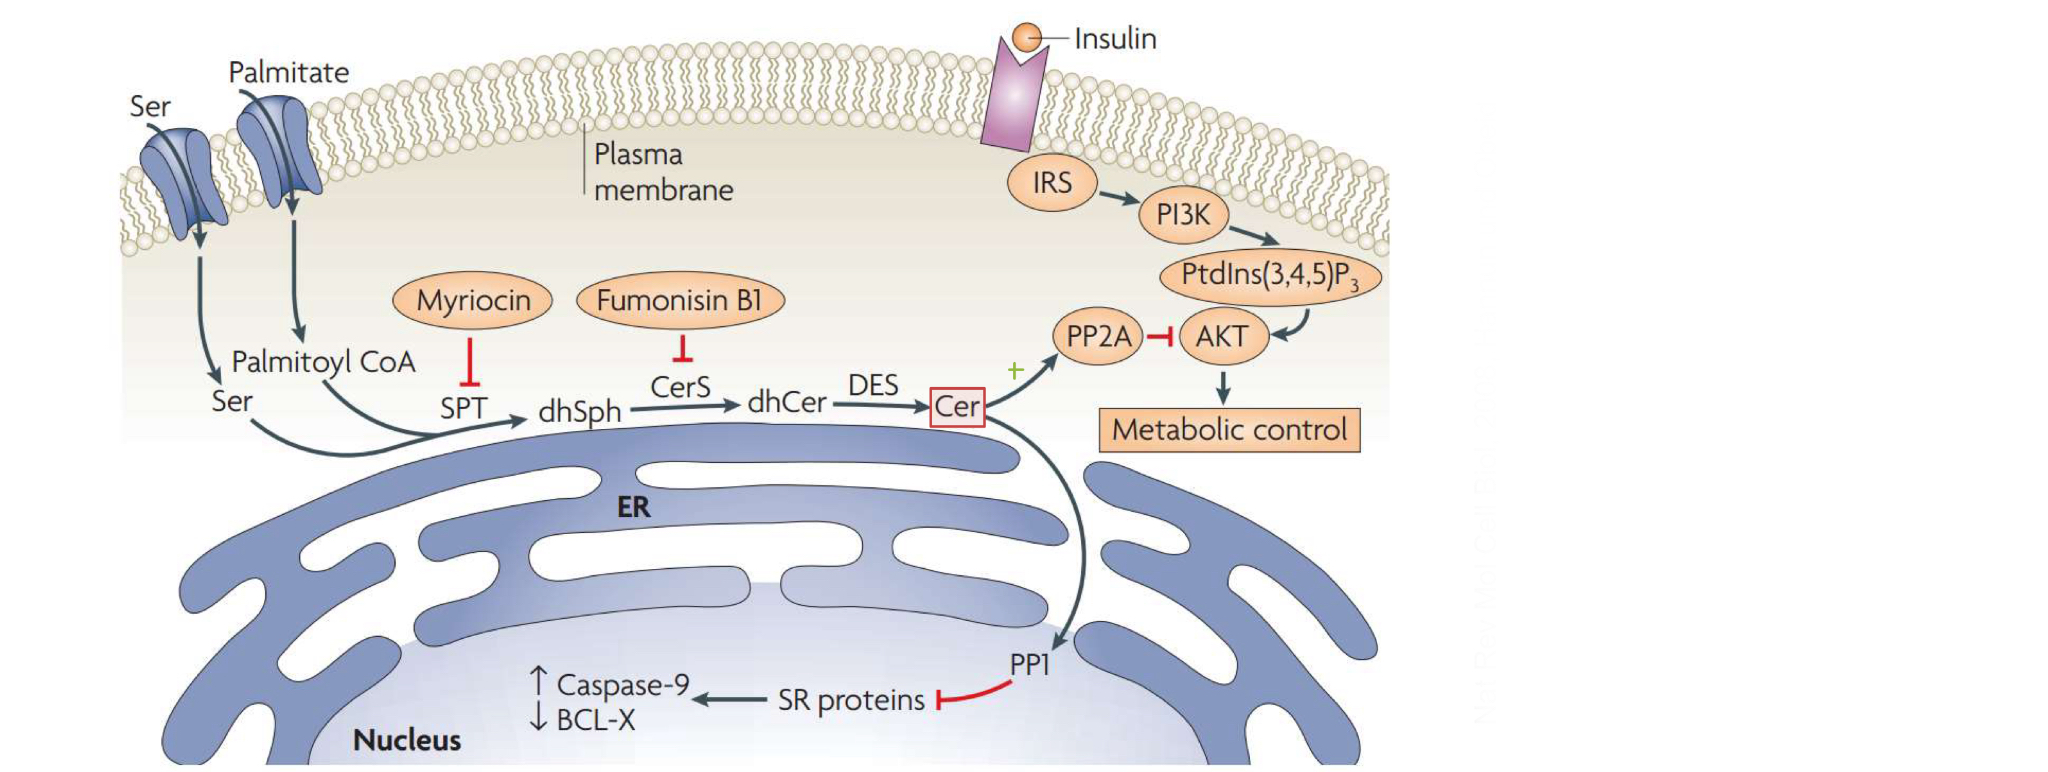 Insulin
Palmitate
Ser
Plasma
membrane
IRS
PI3K
PtdIns(3,4,5)P3
Myriocin
Fumonisin B1
PP2A
AKT
Palmitoyl CoA
+
Ser
SPT
CerS
DES
dhSph
dhCer
Cer
Metabolic control
ER
PP1
↑ Caspase-9
SR proteins
↓ BCL-X
Nucleus